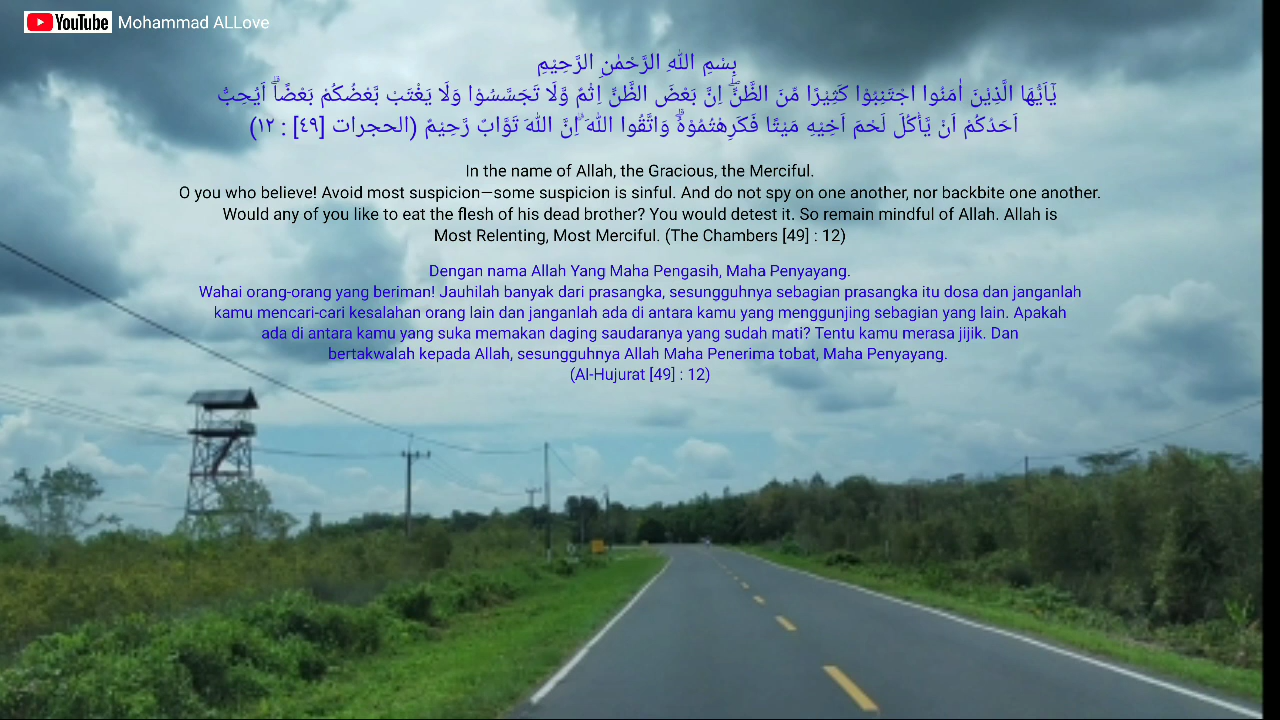 YouTube Mohammad ALLove
بِسْمِ اللّٰهِ الرَّحْمٰنِ الرَّحِيْمِ
يٰٓاَيُّهَا الَّذِيْنَ اٰمَنُوا اجْتَنِبُوْا كَثِيْرًا مِّنَ الظَّنِّۖ اِنَّ بَعْضَ الظَّنِّ اِثْمٌ وَّلَا تَجَسَّسُوْا وَلَا يَغْتَبْ بَّعْضُكُمْ بَعْضًاۗ اَيُحِبُّ
اَحَدُكُمْ اَنْ يَّأْكُلَ لَحْمَ اَخِيْهِ مَيْتًا فَكَرِهْتُمُوْهُۗ وَاتَّقُوا اللّٰهَ ۗاِنَّ اللّٰهَ تَوَّابٌ رَّحِيْمٌ (الحجرات [٤٩] : ١٢)
In the name of Allah, the Gracious, the Merciful.
O you who believe! Avoid most suspicion—some suspicion is sinful. And do not spy on one another, nor backbite one another.
Would any of you like to eat the flesh of his dead brother? You would detest it. So remain mindful of Allah. Allah is
Most Relenting, Most Merciful. (The Chambers [49] : 12)
Dengan nama Allah Yang Maha Pengasih, Maha Penyayang.
Wahai orang-orang yang beriman! Jauhilah banyak dari prasangka, sesungguhnya sebagian prasangka itu dosa dan janganlah
kamu mencari-cari kesalahan orang lain dan janganlah ada di antara kamu yang menggunjing sebagian yang lain. Apakah
ada di antara kamu yang suka memakan daging saudaranya yang sudah mati? Tentu kamu merasa jijik. Dan
bertakwalah kepada Allah, sesungguhnya Allah Maha Penerima tobat, Maha Penyayang.
(Al-Hujurat [49] : 12)